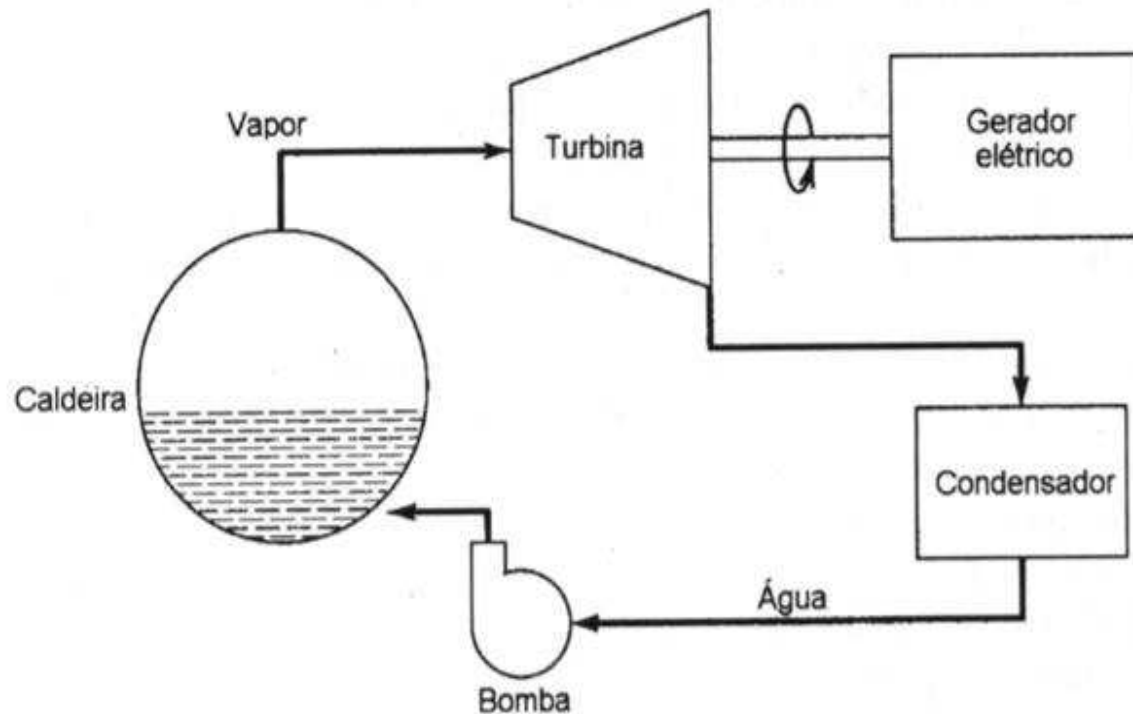 Vapor
Turbina
Gerador
elétrico
Caldeira
Condensador
Água
Bomba